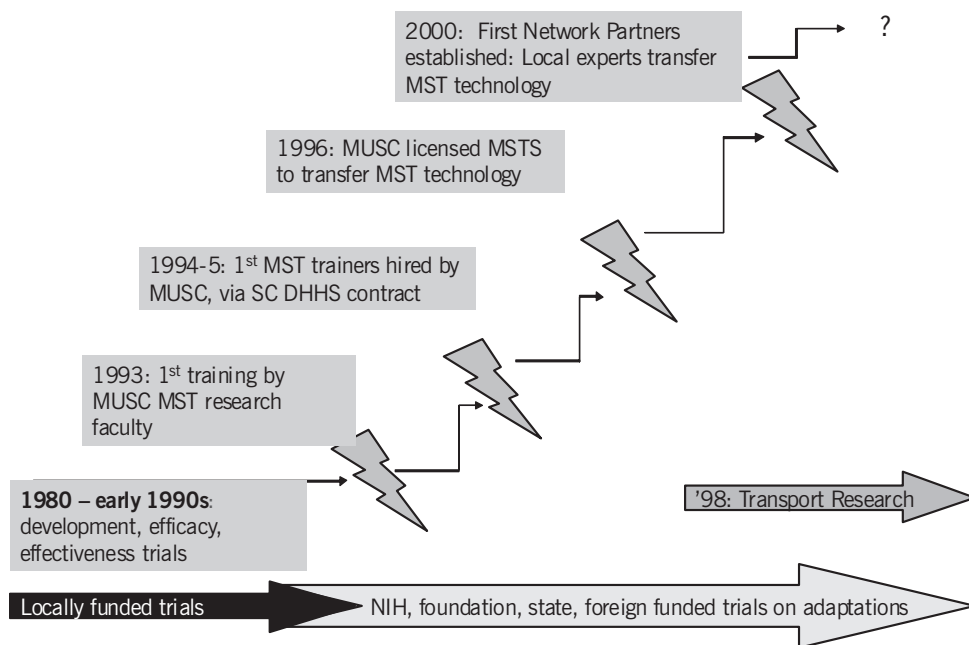 2000: First Network Partners
established: Local experts transfer
MST technology
?
1996: MUSC licensed MSTS
to transfer MST technology
1994-5: 1st MST trainers hired by
MUSC, via SC DHHS contract
1993: 1st training by
MUSC MST research
faculty
1980 – early 1990s:
development, efficacy,
effectiveness trials
'98: Transport Research
Locally funded trials
NIH, foundation, state, foreign funded trials on adaptations